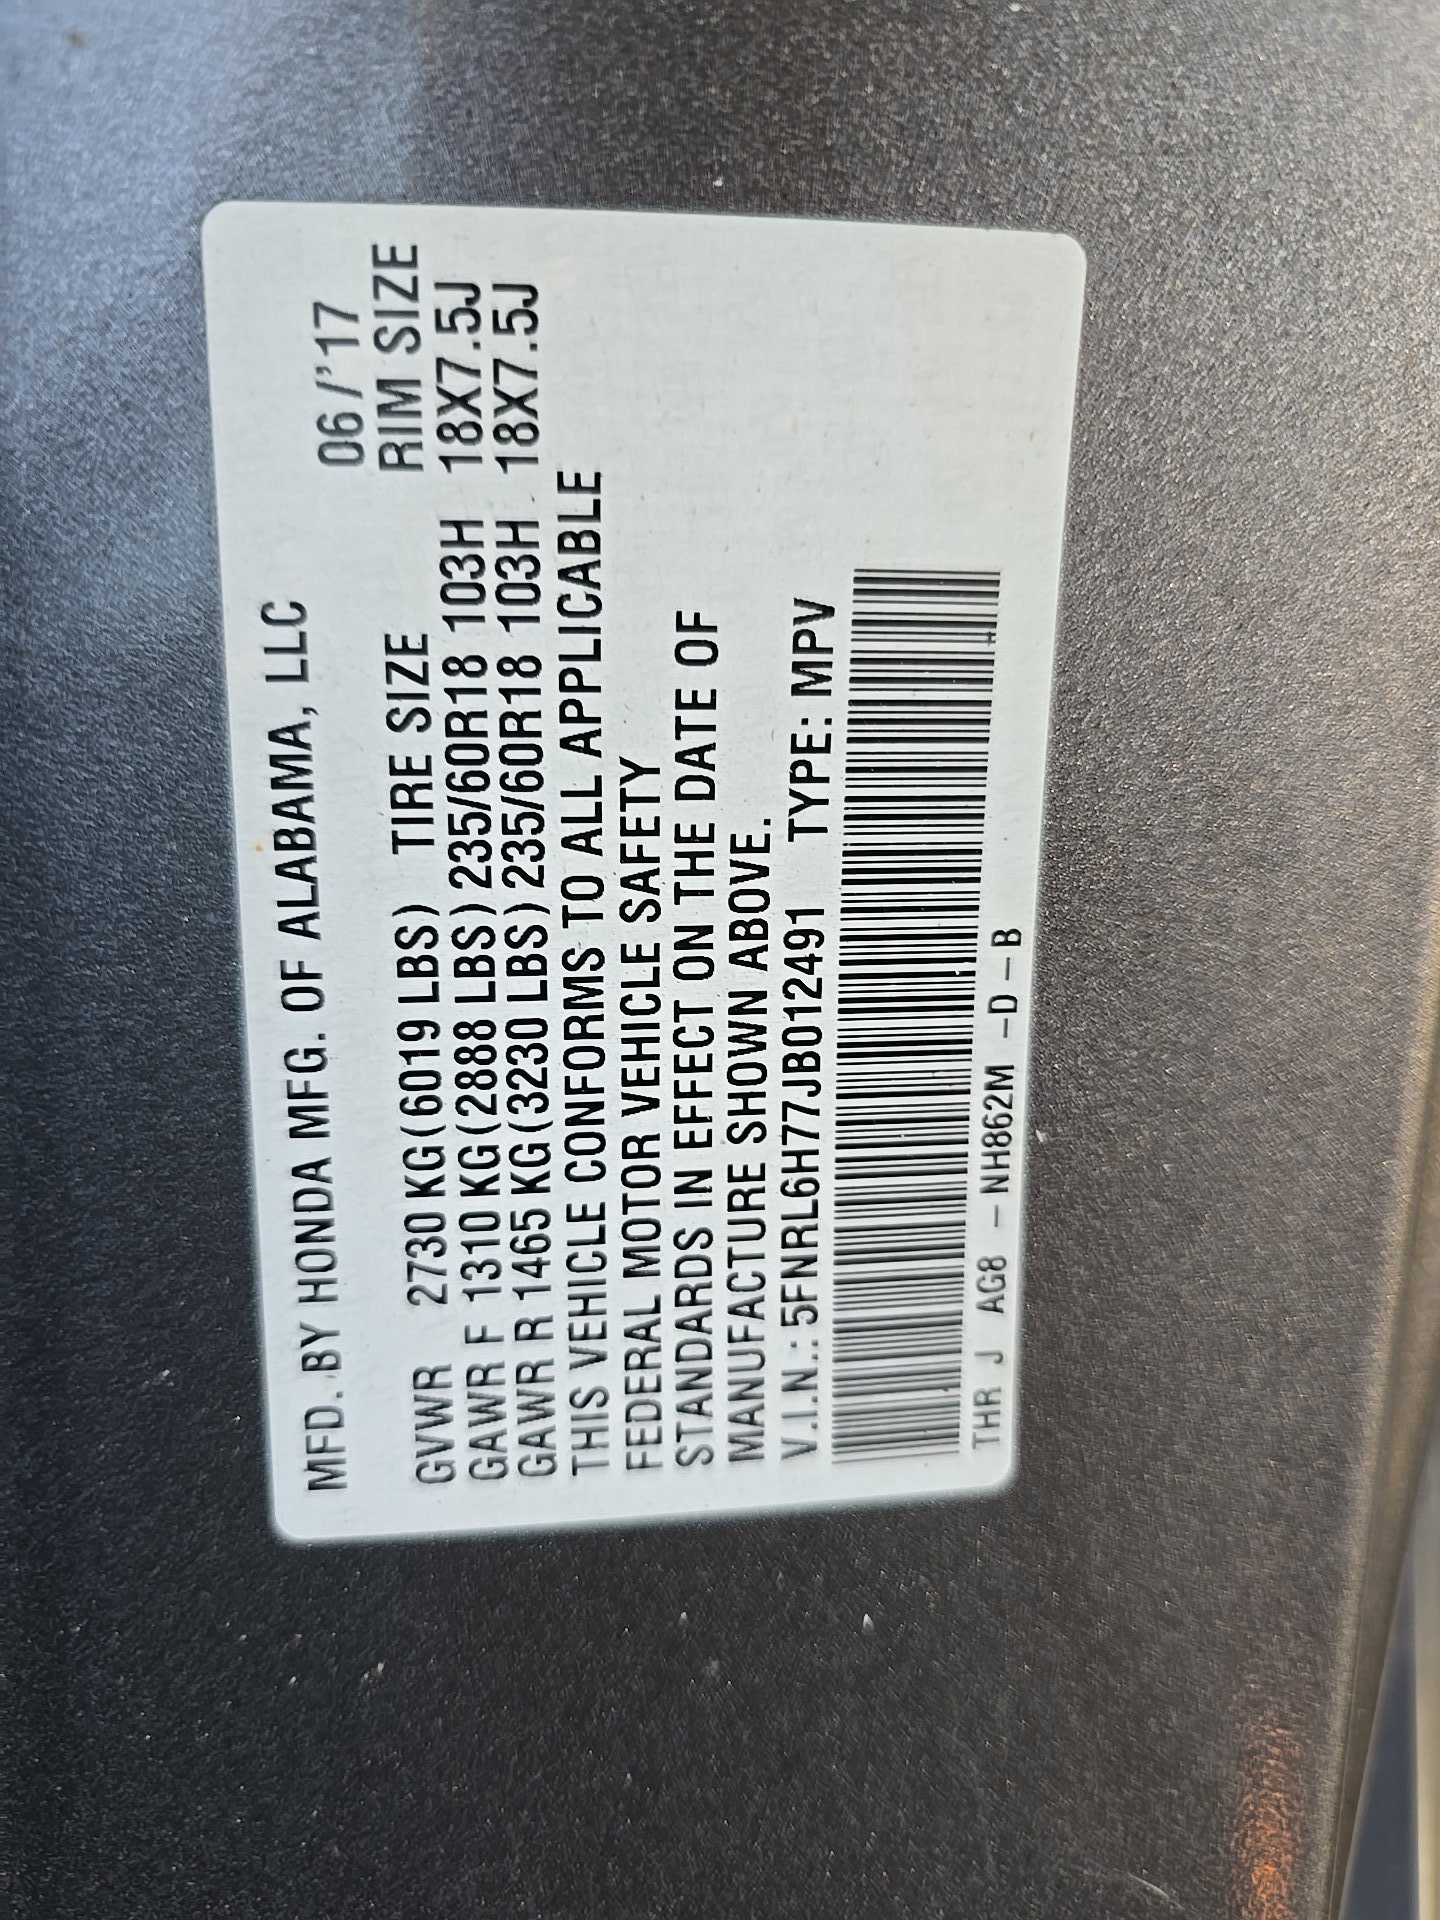 MFD. BY HONDA MFG. OF ALABAMA, LLC
06/'17
GVWR 2730 KG(6019 LBS) TIRE SIZE RIM SIZE
GAWR F 1310 KG(2888 LBS) 235/60R18 103H 18X7.5J
GAWR R 1465 KG(3230 LBS) 235/60R18 103H 18X7.5J
THIS VEHICLE CONFORMS TO ALL APPLICABLE
FEDERAL MOTOR VEHICLE SAFETY
STANDARDS IN EFFECT ON THE DATE OF
MANUFACTURE SHOWN ABOVE.
V.I.N.: 5FNRL6H77JB012491 TYPE: MPV
THR J AG8 – NH862M –D–B